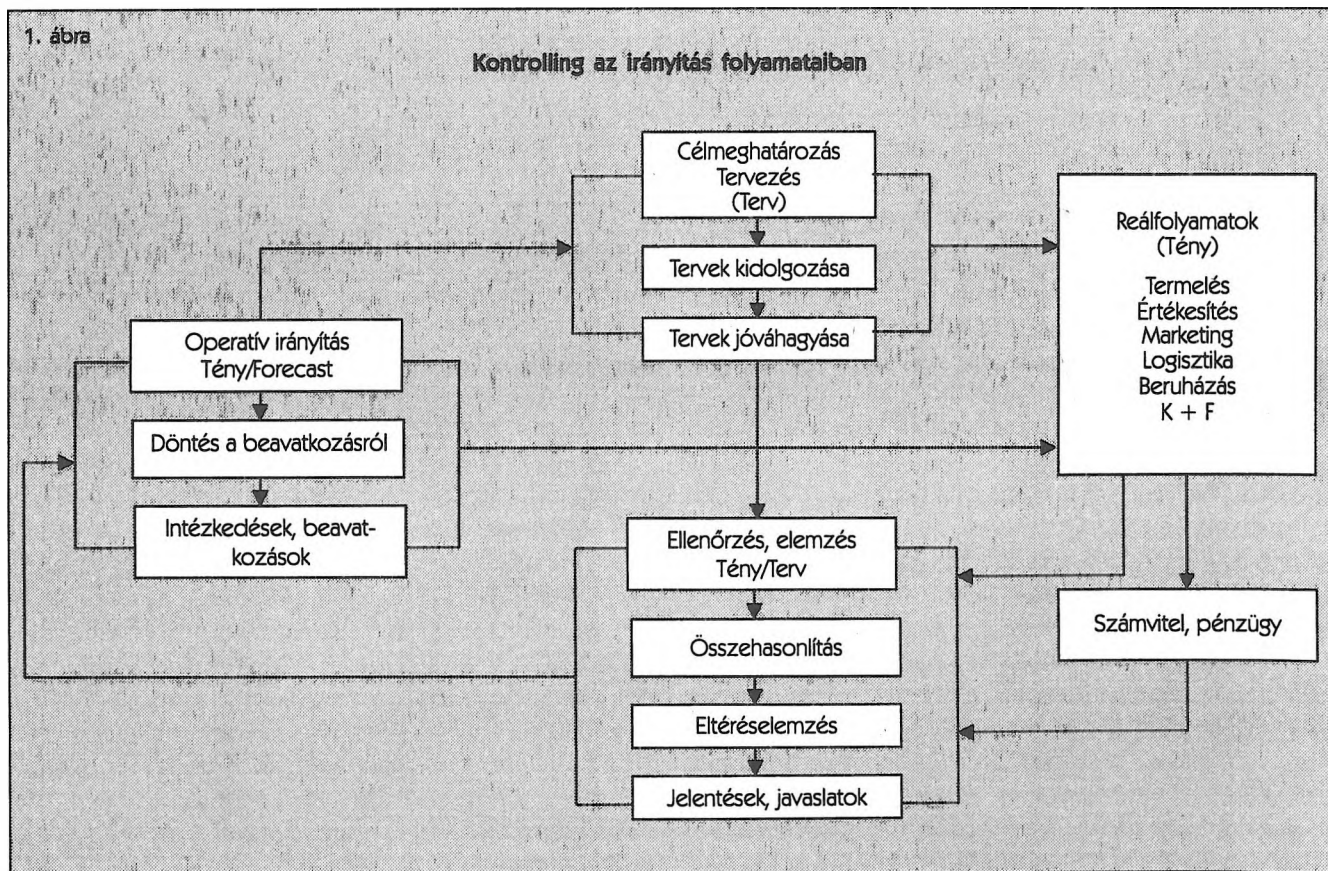 1. ábra
Kontrolling az irányítás folyamataiban
Célmeghatározás
Tervezés
(Terv)
Tervek kidolgozása
Tervek jóváhagyása
Reálfolyamatok
(Tény)
Termelés
Értékesítés
Marketing
Logisztika
Beruházás
K + F
Operatív irányítás
Tény/Forecast
Döntés a beavatkozásról
Intézkedések, beavat-
kozások
Ellenőrzés, elemzés
Tény/Terv
Összehasonlítás
Eltéréselemzés
Jelentések, javaslatok
Számvitel, pénzügy